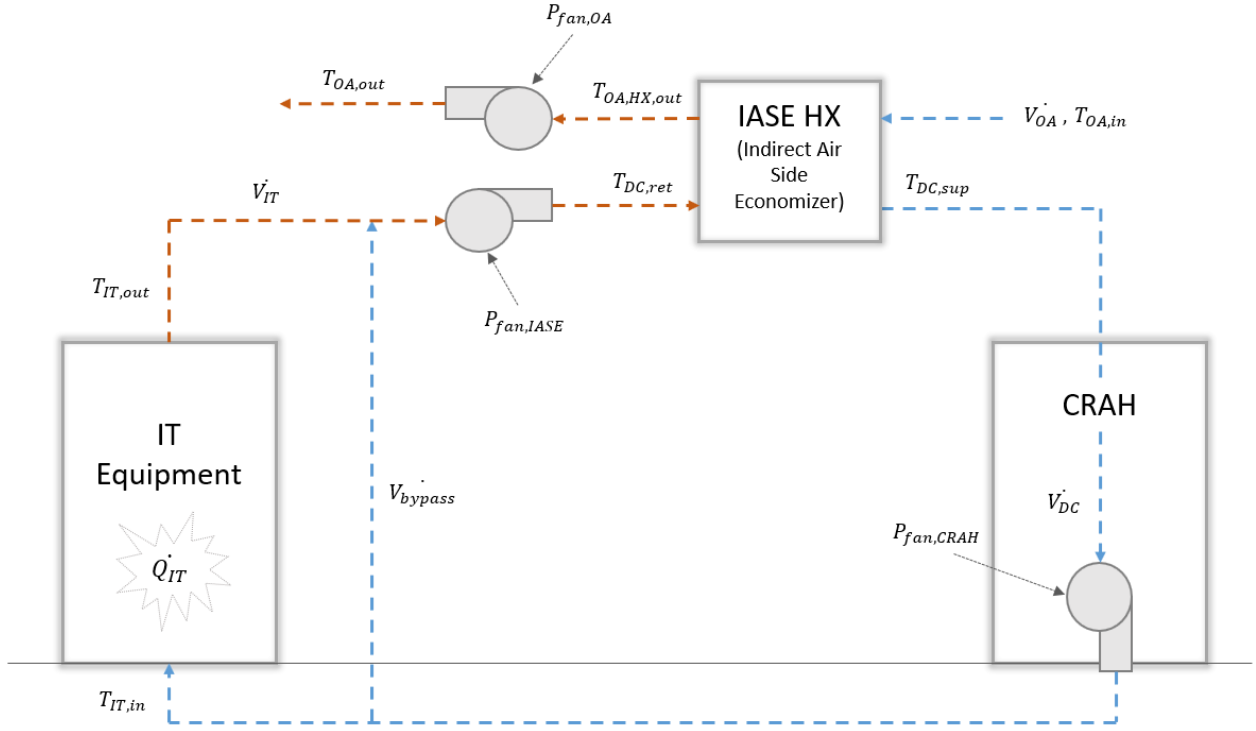 P_fan,OA
T_OA,out
T_OA,HX,out
IASE HX
(Indirect Air
Side
Economizer)
V̇_OA , T_OA,in
V̇_IT
T_DC,ret
T_DC,sup
T_IT,out
P_fan,IASE
IT
Equipment
Q̇_IT
V̇_bypass
CRAH
V̇_DC
P_fan,CRAH
T_IT,in